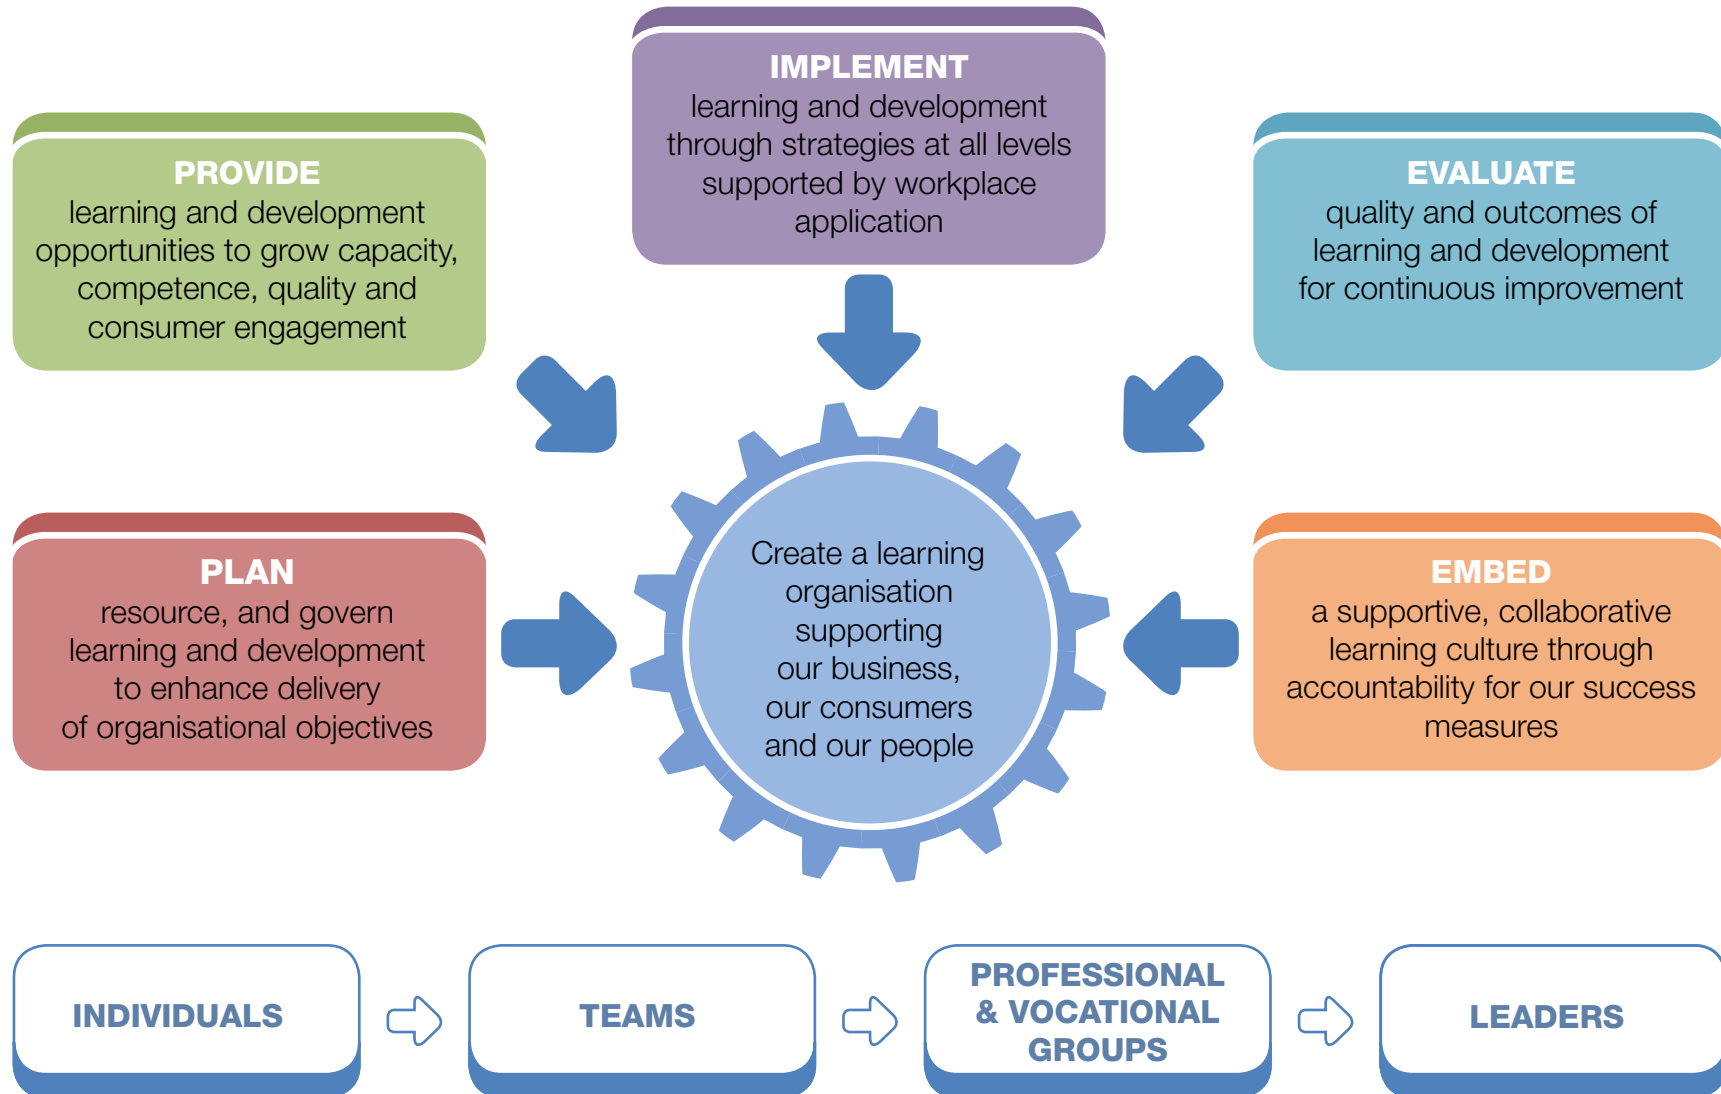 IMPLEMENT
learning and development
through strategies at all levels
supported by workplace
application
PROVIDE
learning and development
opportunities to grow capacity,
competence, quality and
consumer engagement
EVALUATE
quality and outcomes of
learning and development
for continuous improvement
PLAN
resource, and govern
learning and development
to enhance delivery
of organisational objectives
Create a learning
organisation
supporting
our business,
our consumers
and our people
EMBED
a supportive, collaborative
learning culture through
accountability for our success
measures
INDIVIDUALS
TEAMS
PROFESSIONAL
& VOCATIONAL
GROUPS
LEADERS